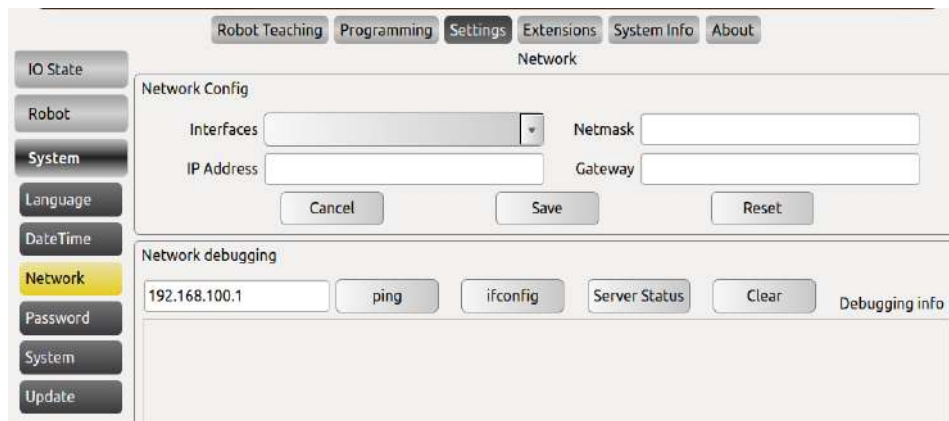 Robot Teaching Programming Settings Extensions System Info About
Network
IO State
Robot
System
Language
DateTime
Network
Password
System
Update
Network Config
Interfaces
Netmask
IP Address
Gateway
Cancel Save Reset
Network debugging
192.168.100.1 ping ifconfig Server Status Clear Debugging info